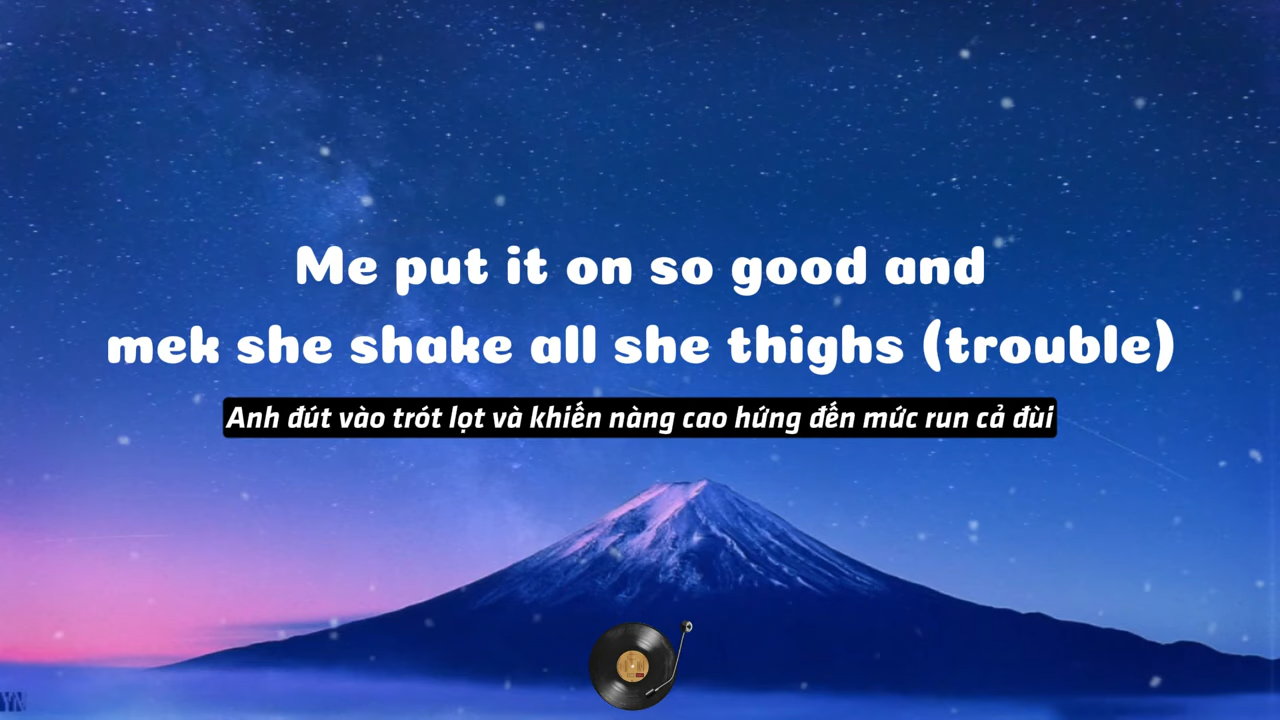 Me put it on so good and
mek she shake all she thighs (trouble)
Anh đút vào trót lọt và khiến nàng cao hứng đến mức run cả đùi